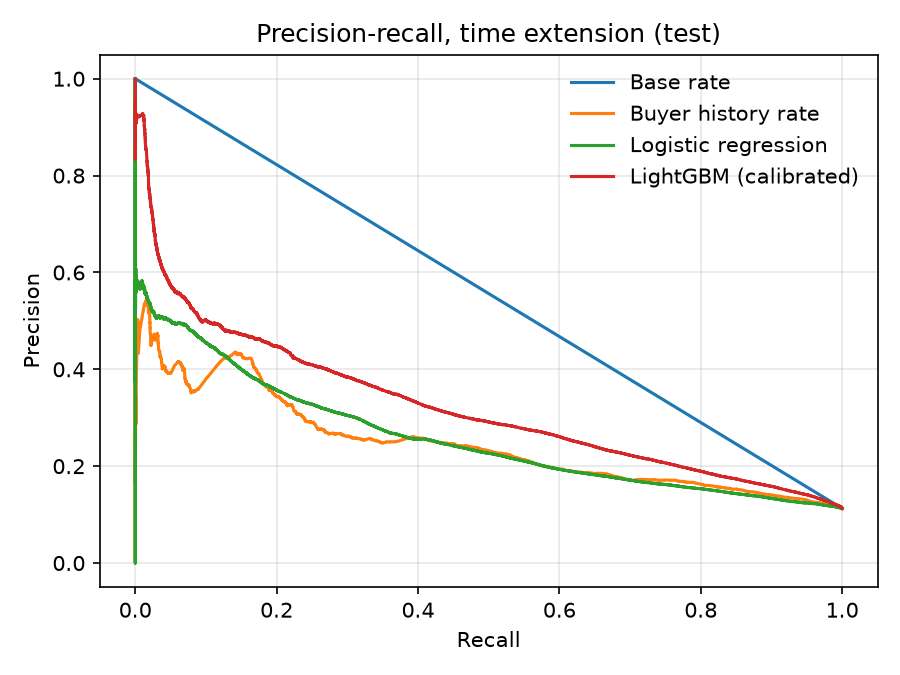 Precision-recall, time extension (test)
Base rate
Buyer history rate
Logistic regression
LightGBM (calibrated)
Precision
1.0
0.8
0.6
0.4
0.2
0.0
0.0 0.2 0.4 0.6 0.8 1.0
Recall